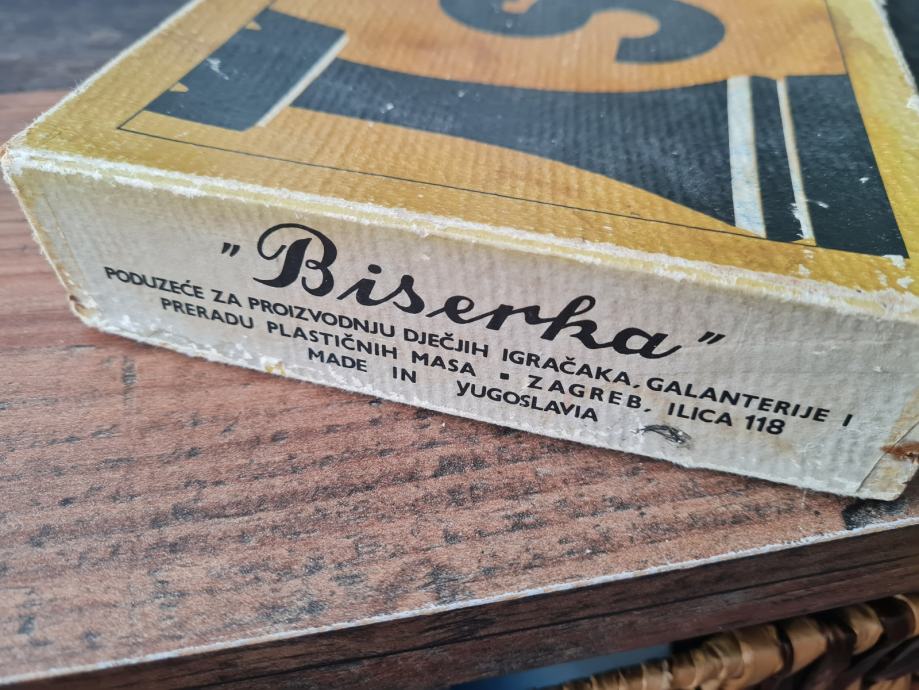 S
"Biserka"
PODUZEĆE ZA PROIZVODNJU DJEČJIH IGRAČAKA, GALANTERIJE I
PRERADU PLASTIČNIH MASA ▪ ZAGREB, ILICA 118
MADE IN YUGOSLAVIA